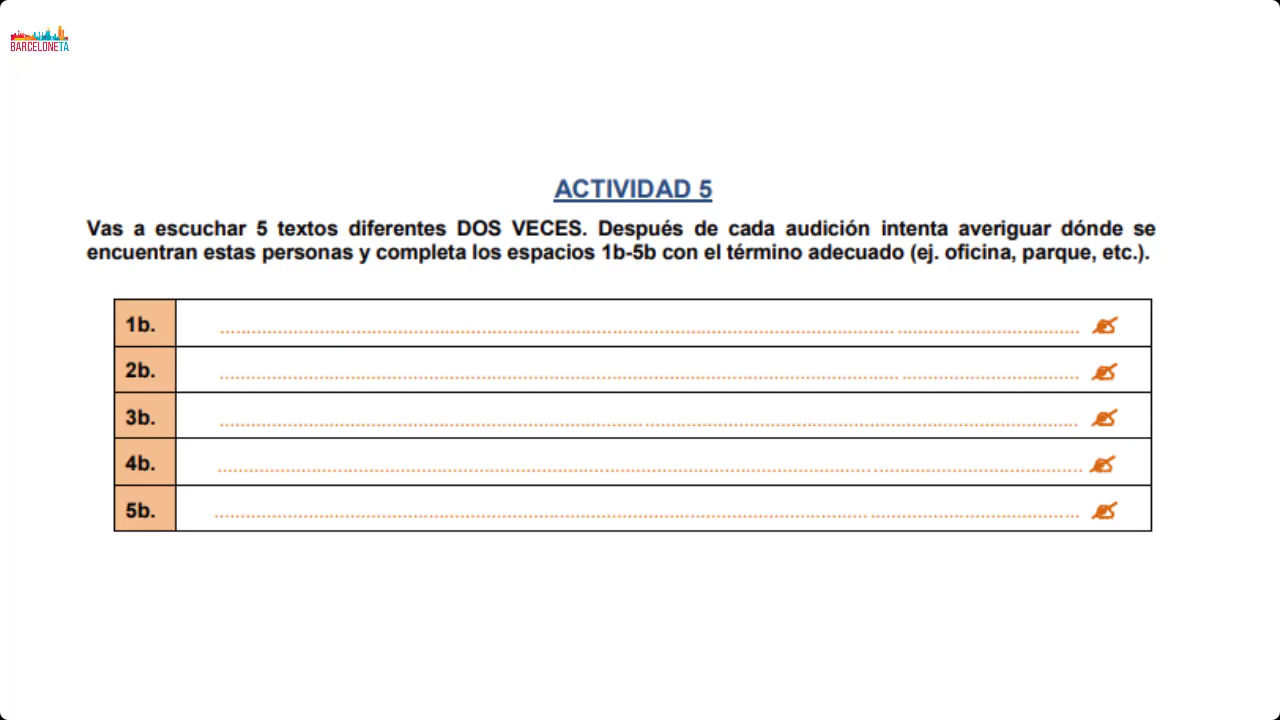 BARCELONETA
ACTIVIDAD 5
Vas a escuchar 5 textos diferentes DOS VECES. Después de cada audición intenta averiguar dónde se
encuentran estas personas y completa los espacios 1b-5b con el término adecuado (ej. oficina, parque, etc.).
1b.
2b.
3b.
4b.
5b.